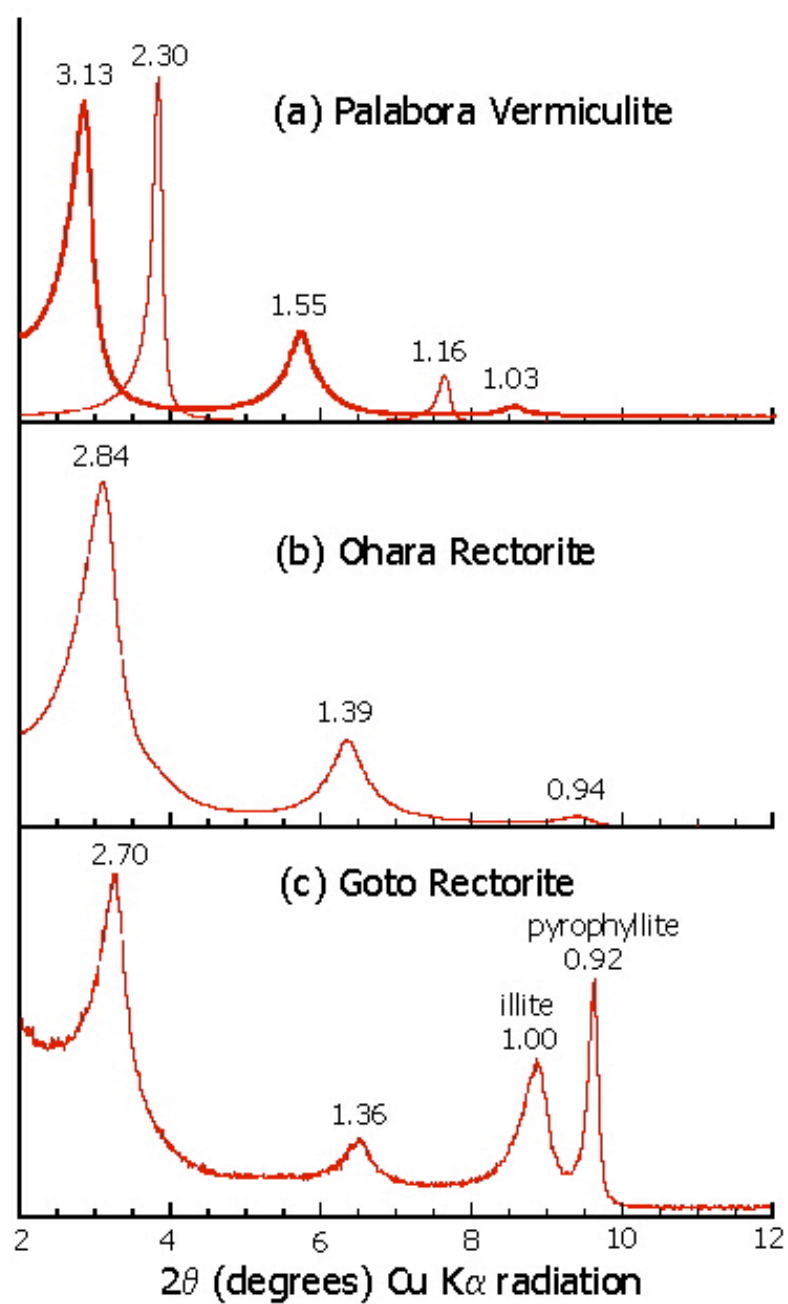 3.13
2.30
(a) Palabora Vermiculite
1.55
1.16
1.03
2.84
(b) Ohara Rectorite
1.39
0.94
2.70
(c) Goto Rectorite
pyrophyllite
0.92
illite
1.00
1.36
2 4 6 8 10 12
2θ (degrees) Cu Kα radiation